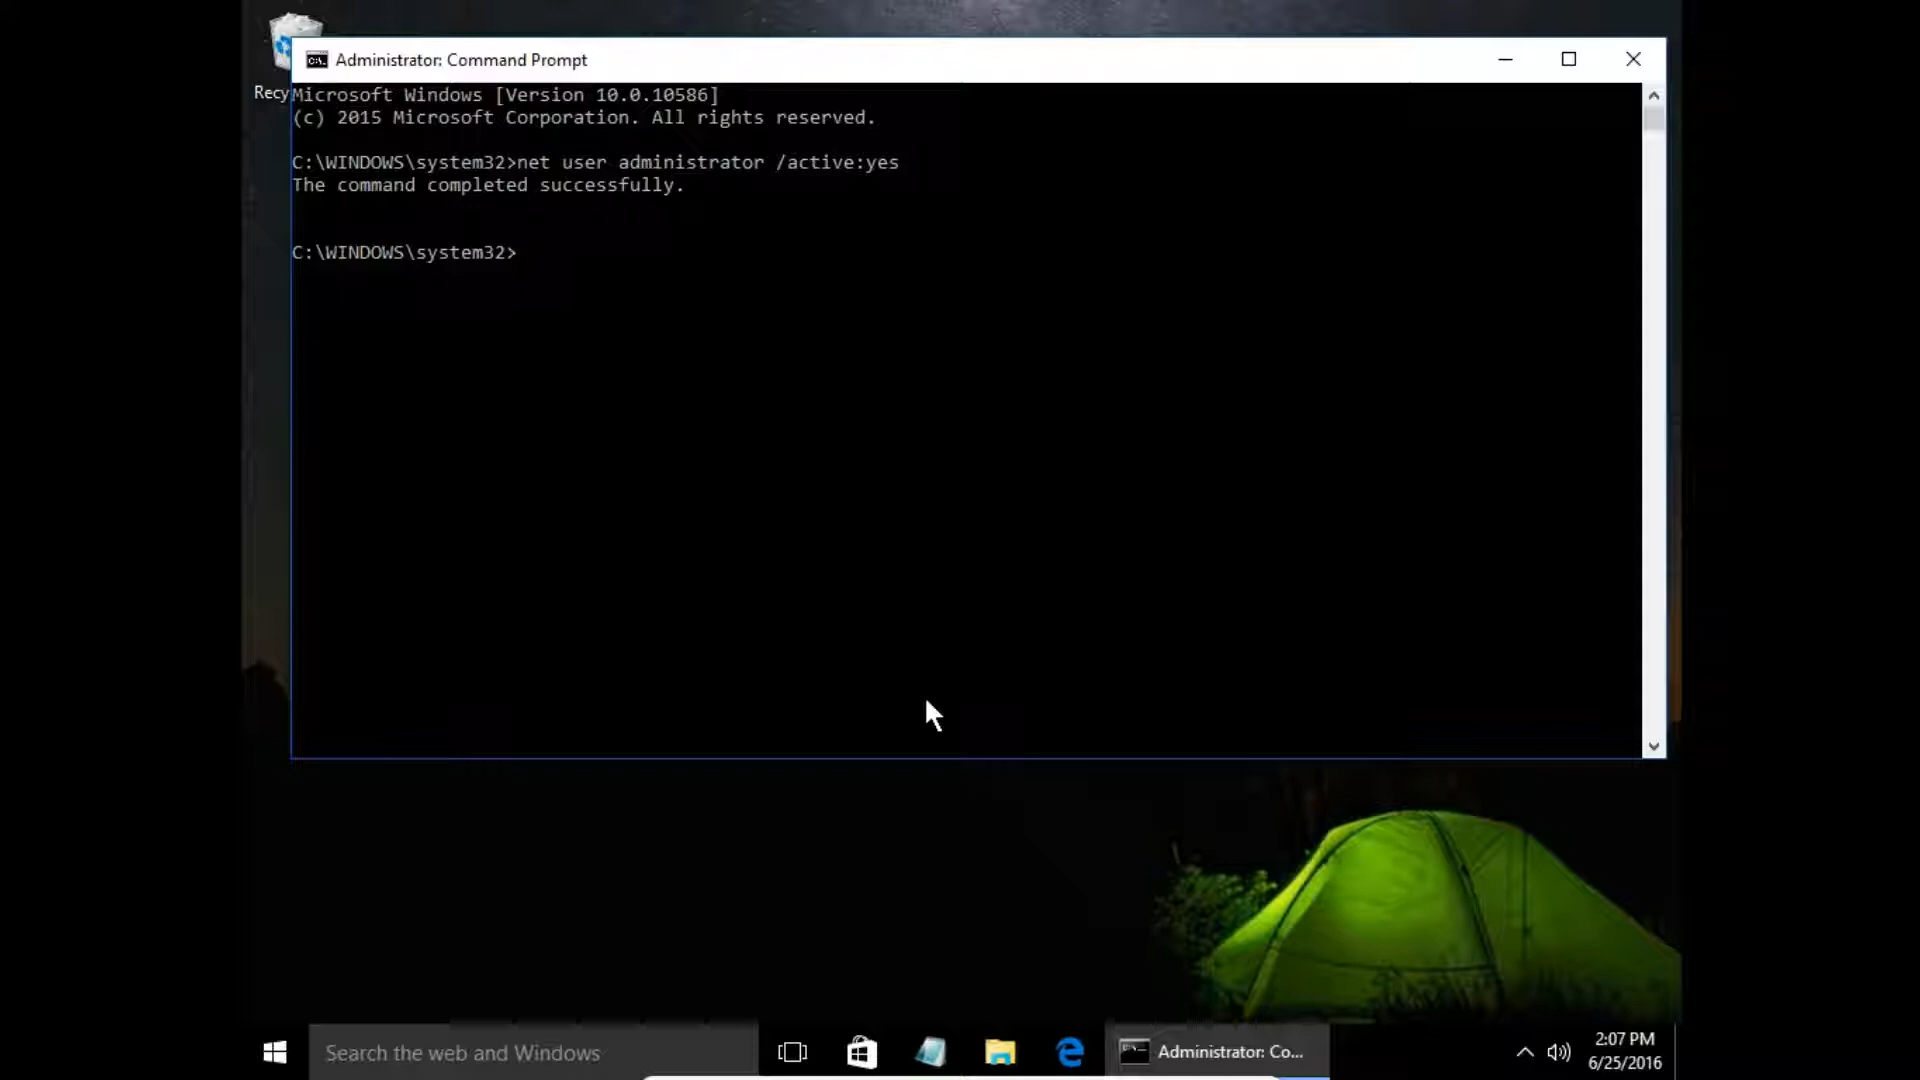 Administrator: Command Prompt
Recy
Microsoft Windows [Version 10.0.10586]
(c) 2015 Microsoft Corporation. All rights reserved.
C:\WINDOWS\system32>net user administrator /active:yes
The command completed successfully.
C:\WINDOWS\system32>
Search the web and Windows
Administrator: Co...
2:07 PM
6/25/2016